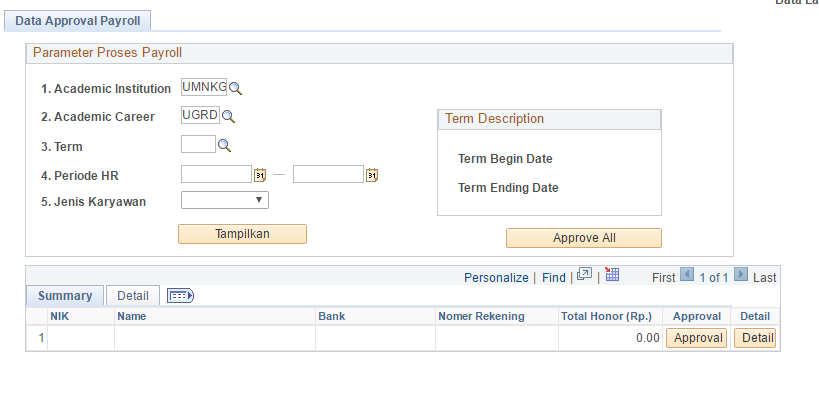 Data Approval Payroll
Parameter Proses Payroll
1. Academic Institution UMNKG
2. Academic Career UGRD
3. Term
4. Periode HR 31 — 31
5. Jenis Karyawan
Tampilkan
Term Description
Term Begin Date
Term Ending Date
Approve All
Personalize | Find | | First 1 of 1 Last
Summary Detail
NIK Name Bank Nomer Rekening Total Honor (Rp.) Approval Detail
1 0.00 Approval Detail